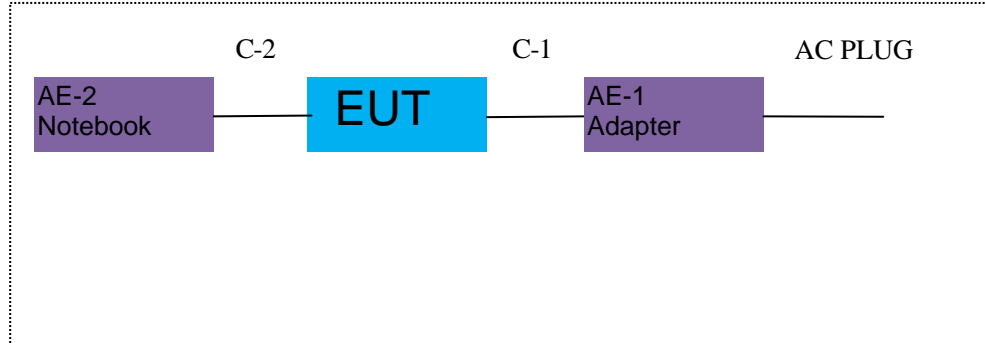 C-2
C-1
AC PLUG
AE-2
Notebook
EUT
AE-1
Adapter